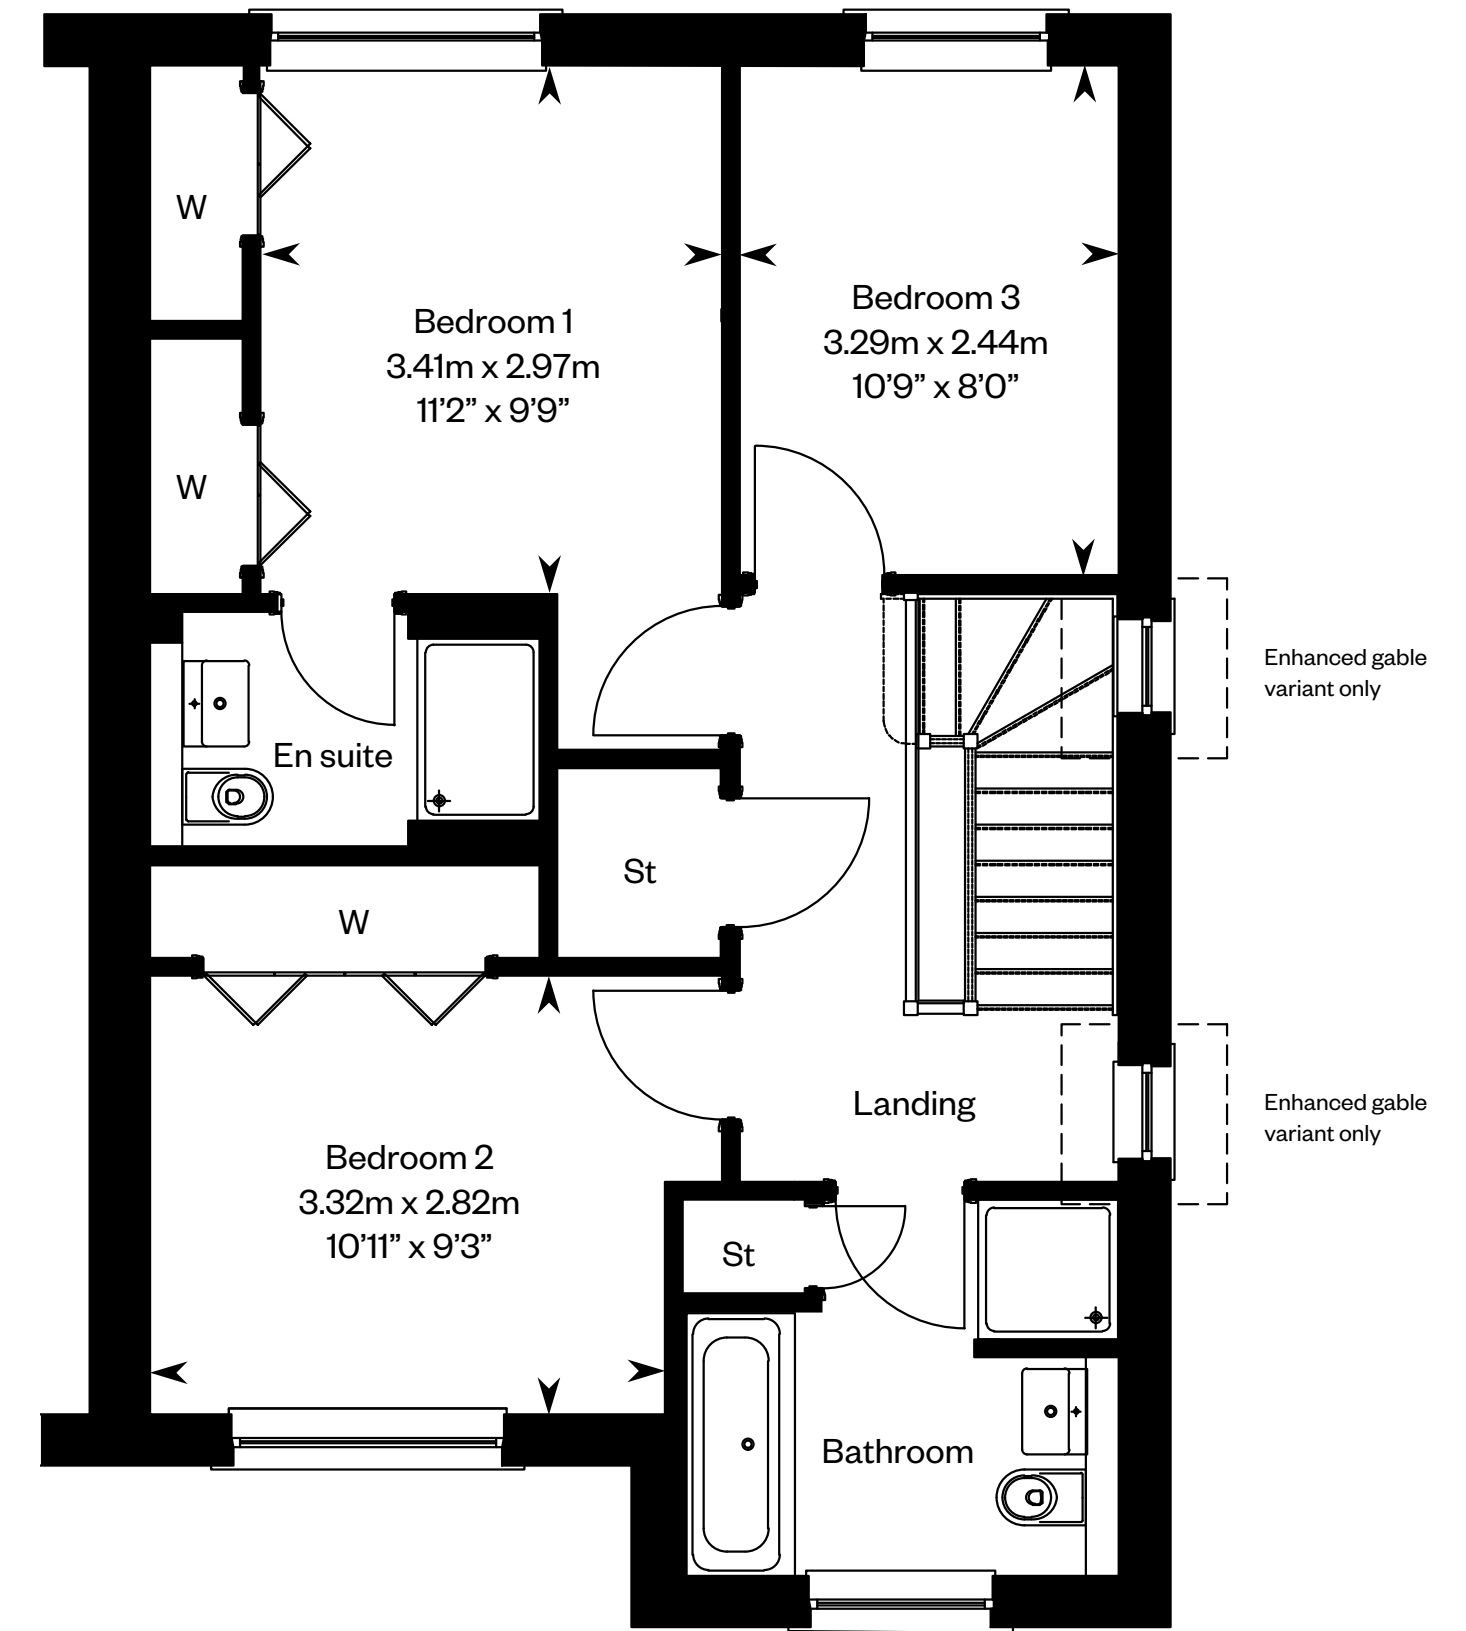 W
Bedroom 1
3.41m x 2.97m
11’2” x 9’9”
Bedroom 3
3.29m x 2.44m
10’9” x 8’0”
W
Enhanced gable
variant only
En suite
St
W
Landing
Enhanced gable
variant only
Bedroom 2
3.32m x 2.82m
10’11” x 9’3”
St
Bathroom